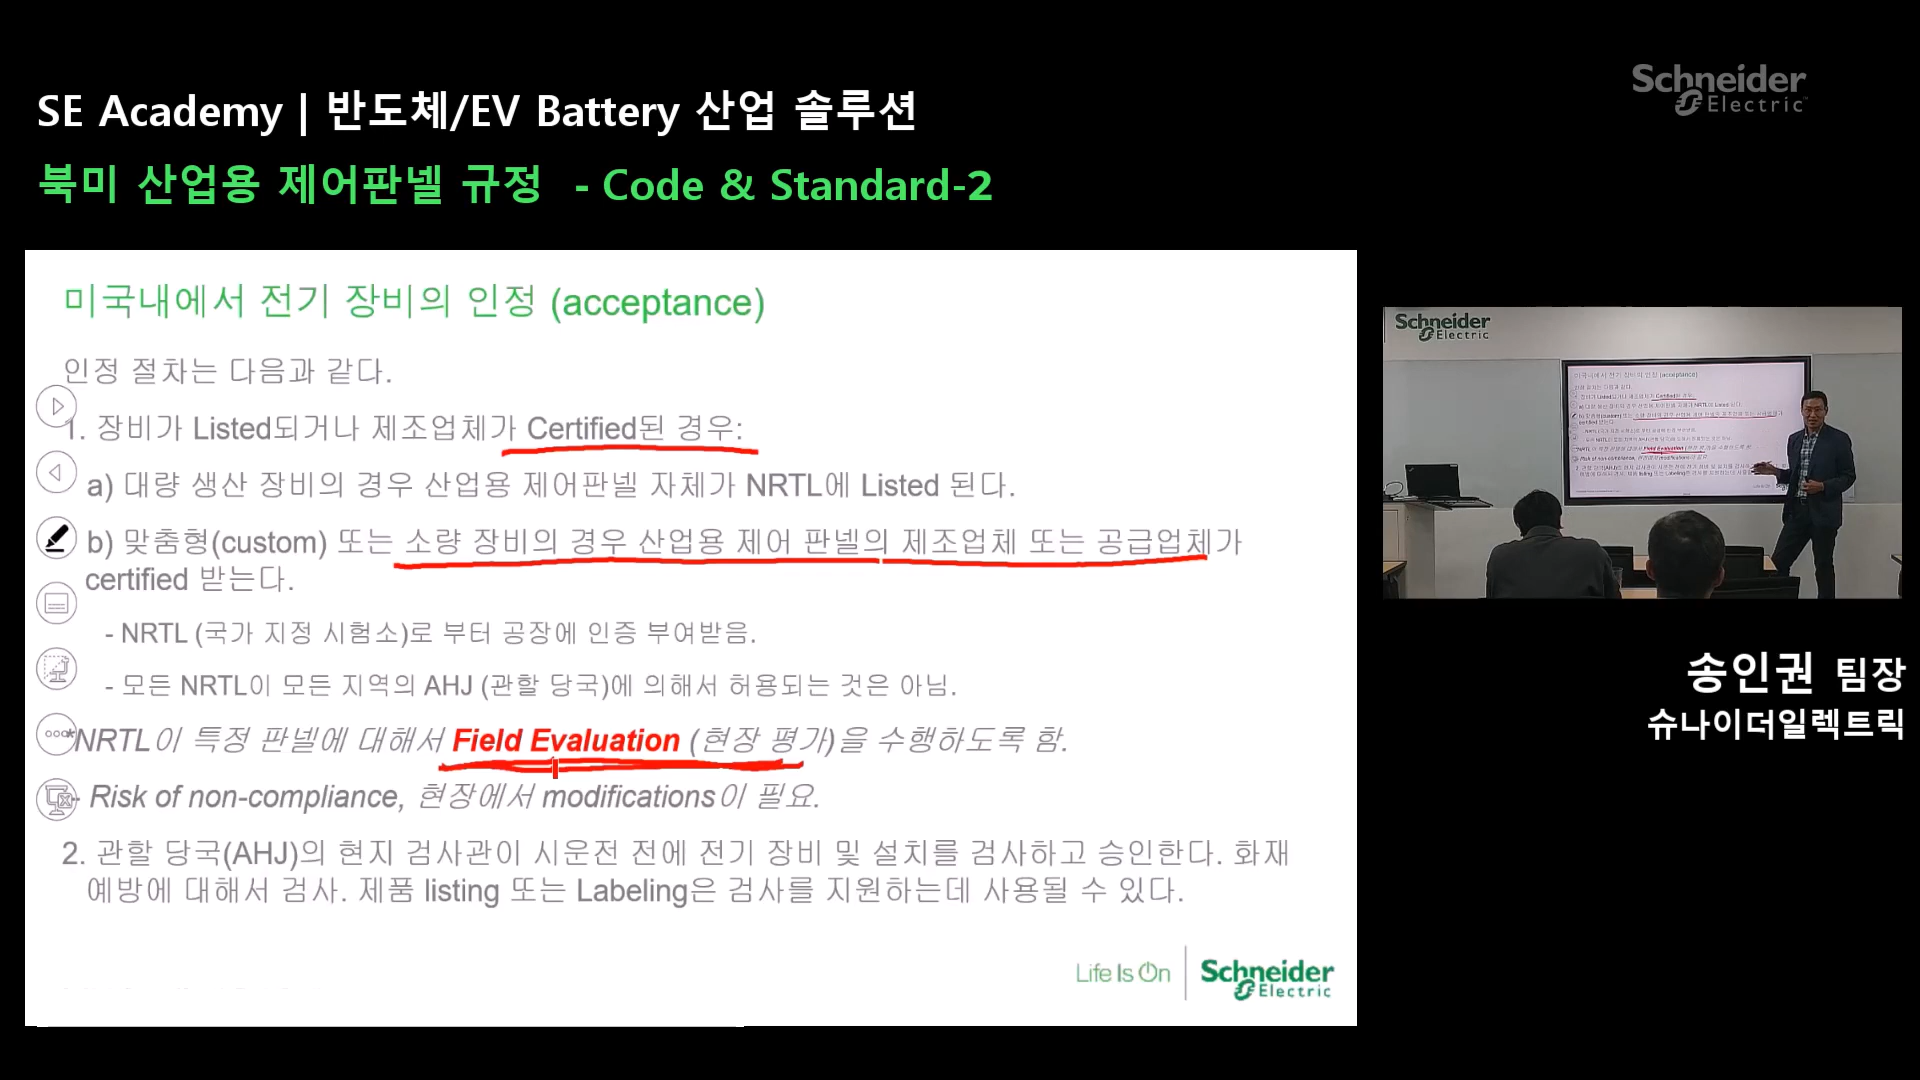 Schneider
Electric
SE Academy | 반도체/EV Battery 산업 솔루션
북미 산업용 제어판넬 규정 - Code & Standard-2
미국내에서 전기 장비의 인정 (acceptance)
인정 절차는 다음과 같다.
1. 장비가 Listed되거나 제조업체가 Certified된 경우:
a) 대량 생산 장비의 경우 산업용 제어판넬 자체가 NRTL에 Listed 된다.
b) 맞춤형(custom) 또는 소량 장비의 경우 산업용 제어 판넬의 제조업체 또는 공급업체가
certified 받는다.
- NRTL (국가 지정 시험소)로 부터 공장에 인증 부여받음.
- 모든 NRTL이 모든 지역의 AHJ (관할 당국)에 의해서 허용되는 것은 아님.
*NRTL이 특정 판넬에 대해서 Field Evaluation (현장 평가)을 수행하도록 함.
- Risk of non-compliance, 현장에서 modifications이 필요.
2. 관할 당국(AHJ)의 현지 검사관이 시운전 전에 전기 장비 및 설치를 검사하고 승인한다. 화재
예방에 대해서 검사. 제품 listing 또는 Labeling은 검사를 지원하는데 사용될 수 있다.
Life Is On
Schneider
Electric
Schneider
Electric
미국내에서 전기 장비의 인정 (acceptance)
송인권 팀장
슈나이더일렉트릭